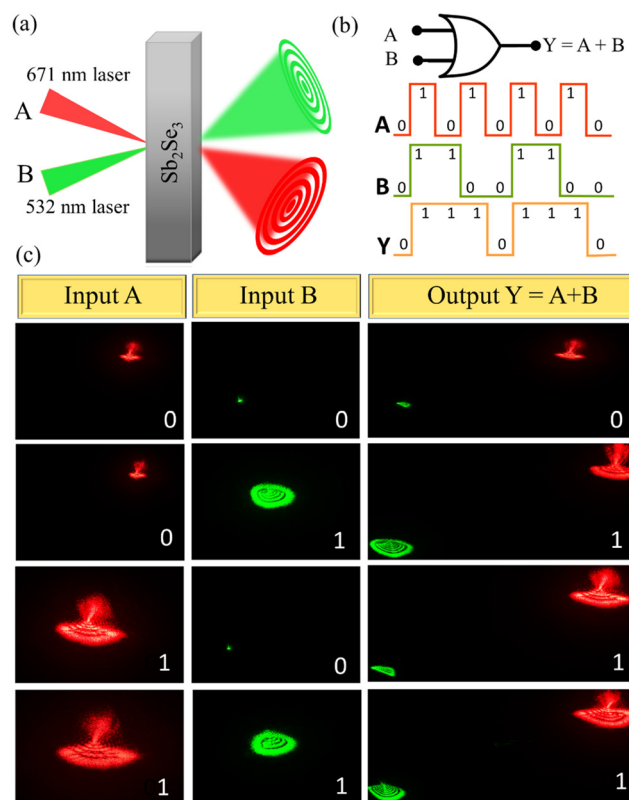 (a)
671 nm laser
A
B
532 nm laser
Sb₂Se₃
(b)
A
B
Y = A + B
A 0 1 0 1 0 1 0 1 0
B 0 1 1 0 0 1 1 0 0
Y 0 1 1 1 0 1 1 1 0
(c)
Input A Input B Output Y = A+B
0 0 0
0 1 1
1 0 1
1 1 1